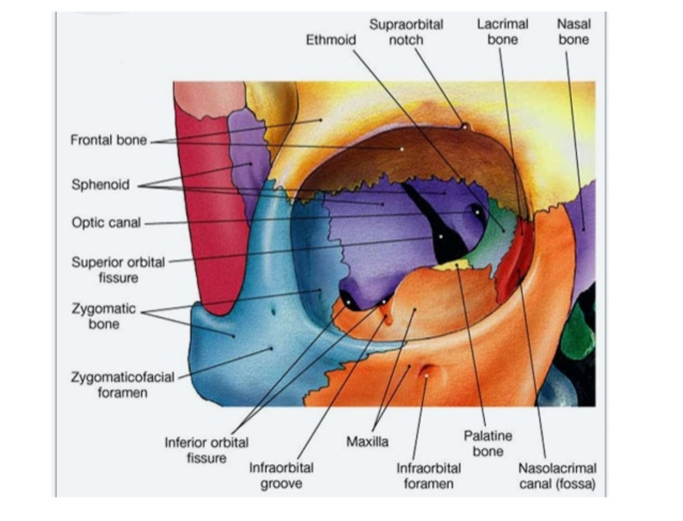 Supraorbital
notch
Lacrimal
bone
Nasal
bone
Ethmoid
Frontal bone
Sphenoid
Optic canal
Superior orbital
fissure
Zygomatic
bone
Zygomaticofacial
foramen
Inferior orbital
fissure
Infraorbital
groove
Maxilla
Infraorbital
foramen
Palatine
bone
Nasolacrimal
canal (fossa)